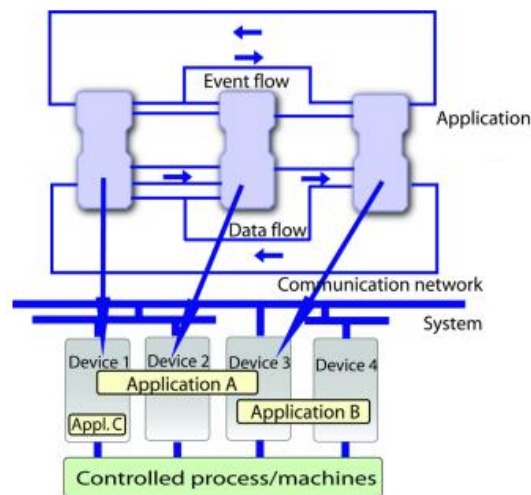 Event flow
Application
Data flow
Communication network
System
Device 1
Device 2
Device 3
Device 4
Application A
Application B
Appl. C
Controlled process/machines